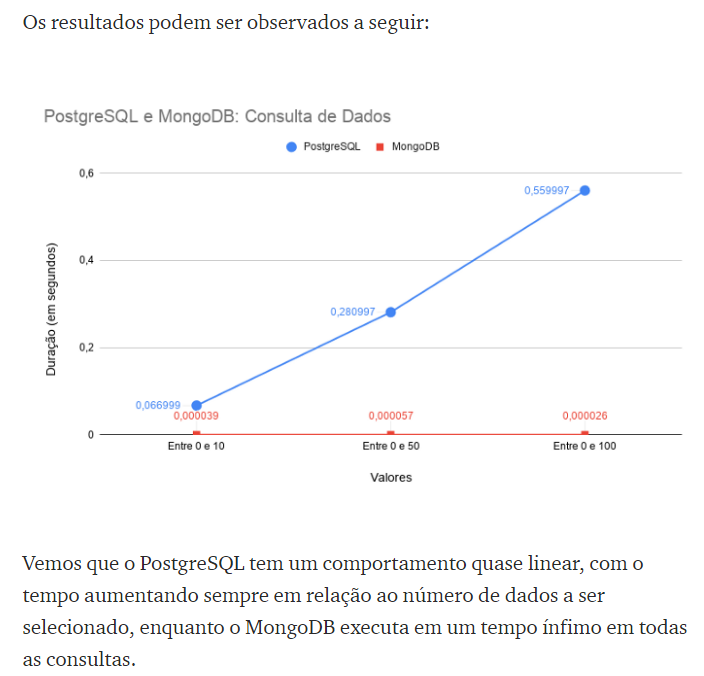 Os resultados podem ser observados a seguir:
PostgreSQL e MongoDB: Consulta de Dados
PostgreSQL MongoDB
0,6
0,559997
0,4
0,280997
0,2
0,066999
0,000039 0,000057 0,000026
0
Entre 0 e 10 Entre 0 e 50 Entre 0 e 100
Valores
Duração (em segundos)
Vemos que o PostgreSQL tem um comportamento quase linear, com o
tempo aumentando sempre em relação ao número de dados a ser
selecionado, enquanto o MongoDB executa em um tempo ínfimo em todas
as consultas.